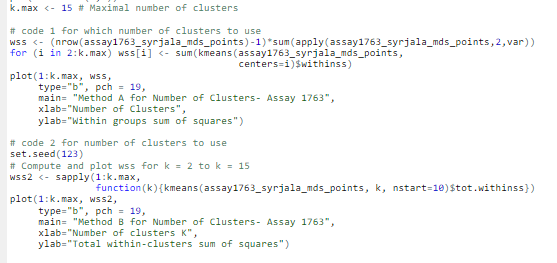 k.max <- 15 # Maximal number of clusters
# code 1 for which number of clusters to use
wss <- (nrow(assay1763_syrjala_mds_points)-1)*sum(apply(assay1763_syrjala_mds_points,2,var))
for (i in 2:k.max) wss[i] <- sum(kmeans(assay1763_syrjala_mds_points,
centers=i)$withinss)
plot(1:k.max, wss,
type="b", pch = 19,
main= "Method A for Number of Clusters- Assay 1763",
xlab="Number of Clusters",
ylab="Within groups sum of squares")
# code 2 for number of clusters to use
set.seed(123)
# Compute and plot wss for k = 2 to k = 15
wss2 <- sapply(1:k.max,
function(k){kmeans(assay1763_syrjala_mds_points, k, nstart=10)$tot.withinss})
plot(1:k.max, wss2,
type="b", pch = 19,
main= "Method B for Number of Clusters- Assay 1763",
xlab="Number of clusters K",
ylab="Total within-clusters sum of squares")